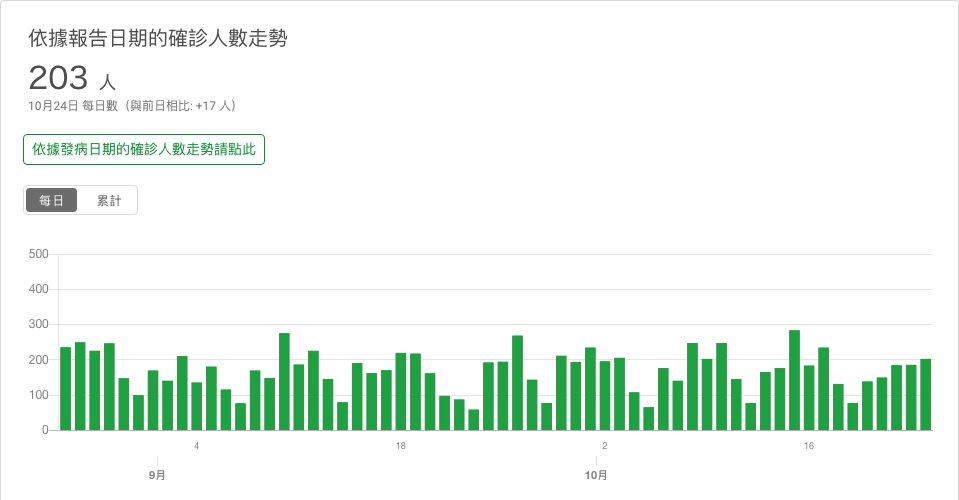 依據報告日期的確診人數走勢
203 人
10月24日 每日數（與前日相比: +17 人）
依據發病日期的確診人數走勢請點此
每日 累計
500
400
300
200
100
0
4 18 2 16
9月 10月